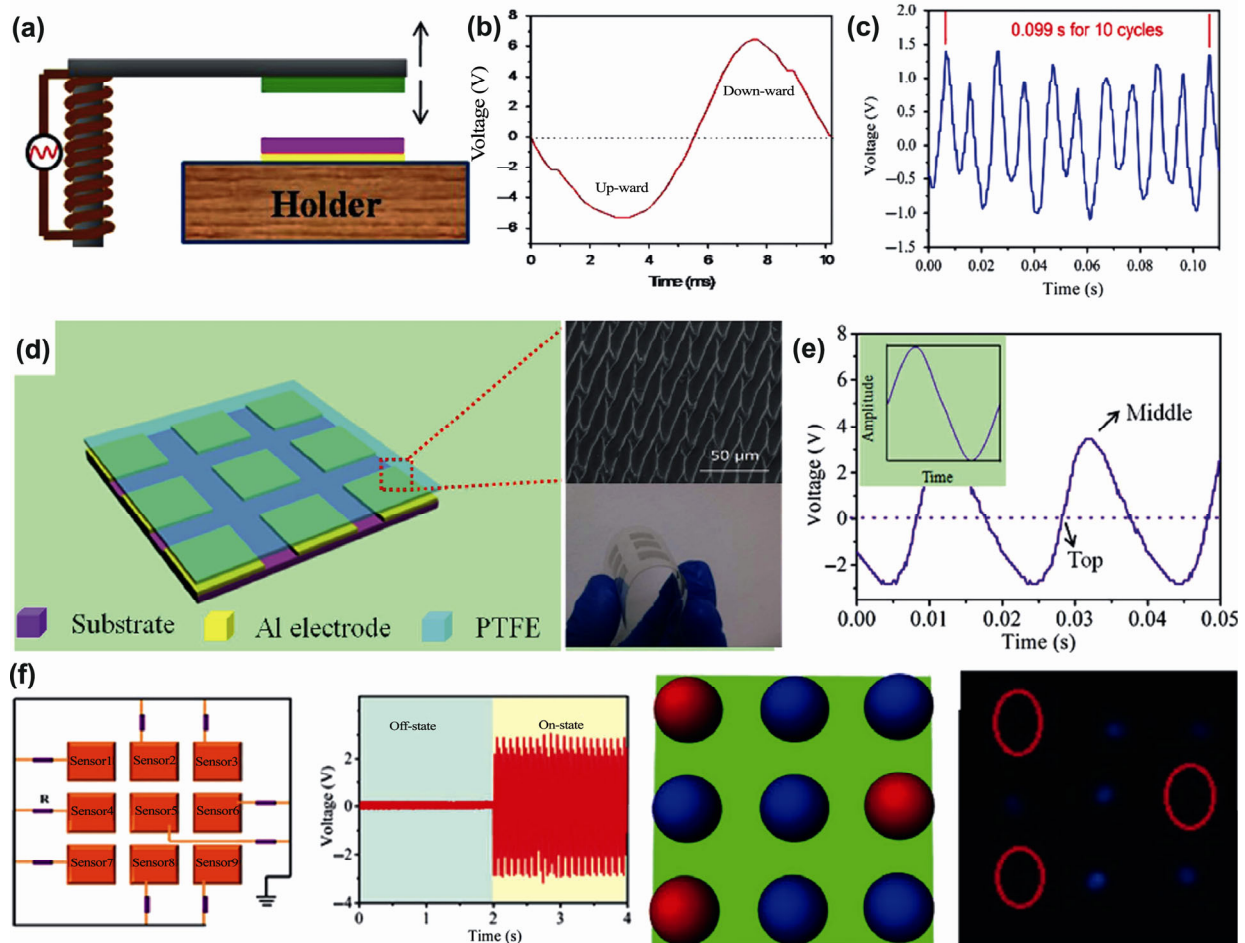 (a)
Holder
(b)
Voltage (V)
8
6
4
2
0
–2
–4
–6
–8
Up-ward
Down-ward
0
2
4
6
8
10
Time (ms)
(c)
0.099 s for 10 cycles
Voltage (V)
2.0
1.5
1.0
0.5
0.0
–0.5
–1.0
–1.5
0.00
0.02
0.04
0.06
0.08
0.10
Time (s)
(d)
50 μm
Substrate
Al electrode
PTFE
(e)
Voltage (V)
8
6
4
2
0
–2
Amplitude
Time
Middle
Top
0.00
0.01
0.02
0.03
0.04
0.05
Time (s)
(f)
Sensor1
Sensor2
Sensor3
R
Sensor4
Sensor5
Sensor6
Sensor7
Sensor8
Sensor9
Voltage (V)
2
0
–2
–4
Off-state
On-state
0
1
2
3
4
Time (s)